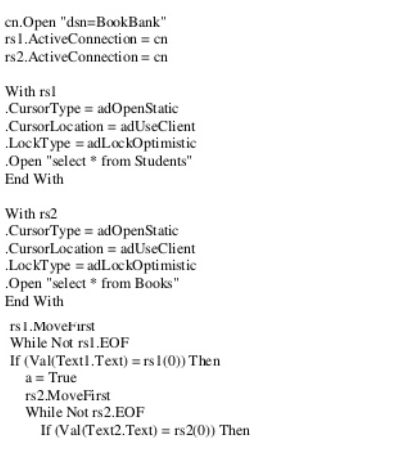 cn.Open "dsn=BookBank"
rs1.ActiveConnection = cn
rs2.ActiveConnection = cn
With rs1
.CursorType = adOpenStatic
.CursorLocation = adUseClient
.LockType = adLockOptimistic
.Open "select * from Students"
End With
With rs2
.CursorType = adOpenStatic
.CursorLocation = adUseClient
.LockType = adLockOptimistic
.Open "select * from Books"
End With
rs1.MoveFirst
While Not rs1.EOF
If (Val(Text1.Text) = rs1(0)) Then
a = True
rs2.MoveFirst
While Not rs2.EOF
If (Val(Text2.Text) = rs2(0)) Then